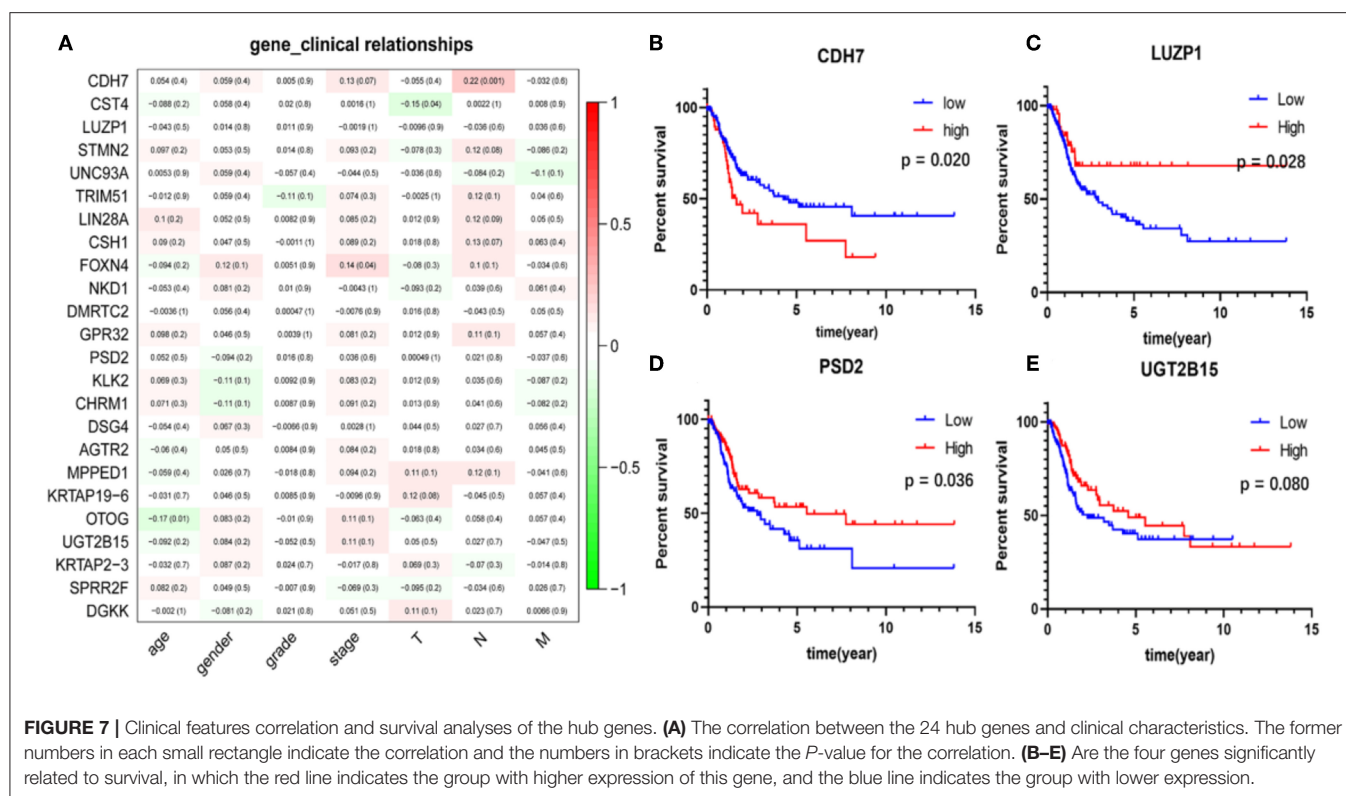 A
gene_clinical relationships
CDH7 0.054 (0.4) 0.059 (0.4) 0.005 (0.9) 0.13 (0.07) −0.055 (0.4) 0.22 (0.001) −0.032 (0.6)
CST4 −0.088 (0.2) 0.058 (0.4) 0.02 (0.8) 0.0016 (1) −0.15 (0.04) 0.0022 (1) 0.008 (0.9)
LUZP1 −0.043 (0.5) 0.014 (0.8) 0.011 (0.9) −0.0019 (1) −0.0096 (0.9) −0.036 (0.6) 0.036 (0.6)
STMN2 0.097 (0.2) 0.053 (0.5) 0.014 (0.8) 0.093 (0.2) −0.078 (0.3) 0.12 (0.08) −0.086 (0.2)
UNC93A 0.0053 (0.9) 0.059 (0.4) −0.057 (0.4) −0.044 (0.5) −0.036 (0.6) −0.084 (0.2) −0.1 (0.1)
TRIM51 −0.012 (0.9) 0.059 (0.4) −0.11 (0.1) 0.074 (0.3) −0.0025 (1) 0.12 (0.1) 0.04 (0.6)
LIN28A 0.1 (0.2) 0.052 (0.5) 0.0082 (0.9) 0.085 (0.2) 0.012 (0.9) 0.12 (0.09) 0.05 (0.5)
CSH1 0.09 (0.2) 0.047 (0.5) −0.0011 (1) 0.089 (0.2) 0.018 (0.8) 0.13 (0.07) 0.063 (0.4)
FOXN4 −0.094 (0.2) 0.12 (0.1) 0.0051 (0.9) 0.14 (0.04) −0.08 (0.3) 0.1 (0.1) −0.034 (0.6)
NKD1 −0.053 (0.4) 0.081 (0.2) 0.01 (0.9) −0.0043 (1) −0.093 (0.2) 0.039 (0.6) 0.061 (0.4)
DMRTC2 −0.0036 (1) 0.056 (0.4) 0.00047 (1) −0.0076 (0.9) 0.016 (0.8) −0.043 (0.5) 0.05 (0.5)
GPR32 0.098 (0.2) 0.046 (0.5) 0.0039 (1) 0.081 (0.2) 0.012 (0.9) 0.11 (0.1) 0.057 (0.4)
PSD2 0.052 (0.5) −0.094 (0.2) 0.016 (0.8) 0.036 (0.6) 0.00049 (1) 0.021 (0.8) −0.037 (0.6)
KLK2 0.069 (0.3) −0.11 (0.1) 0.0092 (0.9) 0.083 (0.2) 0.012 (0.9) 0.035 (0.6) −0.087 (0.2)
CHRM1 0.071 (0.3) −0.11 (0.1) 0.0087 (0.9) 0.091 (0.2) 0.013 (0.9) 0.041 (0.6) −0.082 (0.2)
DSG4 −0.054 (0.4) 0.067 (0.3) −0.0066 (0.9) 0.0028 (1) 0.044 (0.5) 0.027 (0.7) 0.056 (0.4)
AGTR2 −0.06 (0.4) 0.05 (0.5) 0.0084 (0.9) 0.084 (0.2) 0.018 (0.8) 0.034 (0.6) 0.045 (0.5)
MPPED1 −0.059 (0.4) 0.026 (0.7) −0.018 (0.8) 0.094 (0.2) 0.11 (0.1) 0.12 (0.1) −0.041 (0.6)
KRTAP19−6 −0.031 (0.7) 0.046 (0.5) 0.0085 (0.9) −0.0096 (0.9) 0.12 (0.08) −0.045 (0.5) 0.057 (0.4)
OTOG −0.17 (0.01) 0.083 (0.2) −0.01 (0.9) 0.11 (0.1) −0.063 (0.4) 0.058 (0.4) 0.057 (0.4)
UGT2B15 −0.092 (0.2) 0.084 (0.2) −0.052 (0.5) 0.11 (0.1) 0.05 (0.5) 0.027 (0.7) −0.047 (0.5)
KRTAP2−3 −0.032 (0.7) 0.087 (0.2) 0.024 (0.7) −0.017 (0.8) 0.069 (0.3) −0.07 (0.3) −0.014 (0.8)
SPRR2F 0.082 (0.2) 0.049 (0.5) −0.007 (0.9) −0.069 (0.3) −0.095 (0.2) −0.034 (0.6) 0.026 (0.7)
DGKK −0.002 (1) −0.081 (0.2) 0.021 (0.8) 0.051 (0.5) 0.11 (0.1) 0.023 (0.7) 0.0066 (0.9)
age gender grade stage T N M
1
0.5
0
−0.5
−1
B
CDH7
Percent survival
100
50
0
0 5 10 15
time(year)
low
high
p = 0.020
C
LUZP1
Percent survival
100
50
0
0 5 10 15
time(year)
Low
High
p = 0.028
D
PSD2
Percent survival
100
50
0
0 5 10 15
time(year)
Low
High
p = 0.036
E
UGT2B15
Percent survival
100
50
0
0 5 10 15
time(year)
Low
High
p = 0.080
FIGURE 7 | Clinical features correlation and survival analyses of the hub genes. (A) The correlation between the 24 hub genes and clinical characteristics. The former
numbers in each small rectangle indicate the correlation and the numbers in brackets indicate the P-value for the correlation. (B–E) Are the four genes significantly
related to survival, in which the red line indicates the group with higher expression of this gene, and the blue line indicates the group with lower expression.